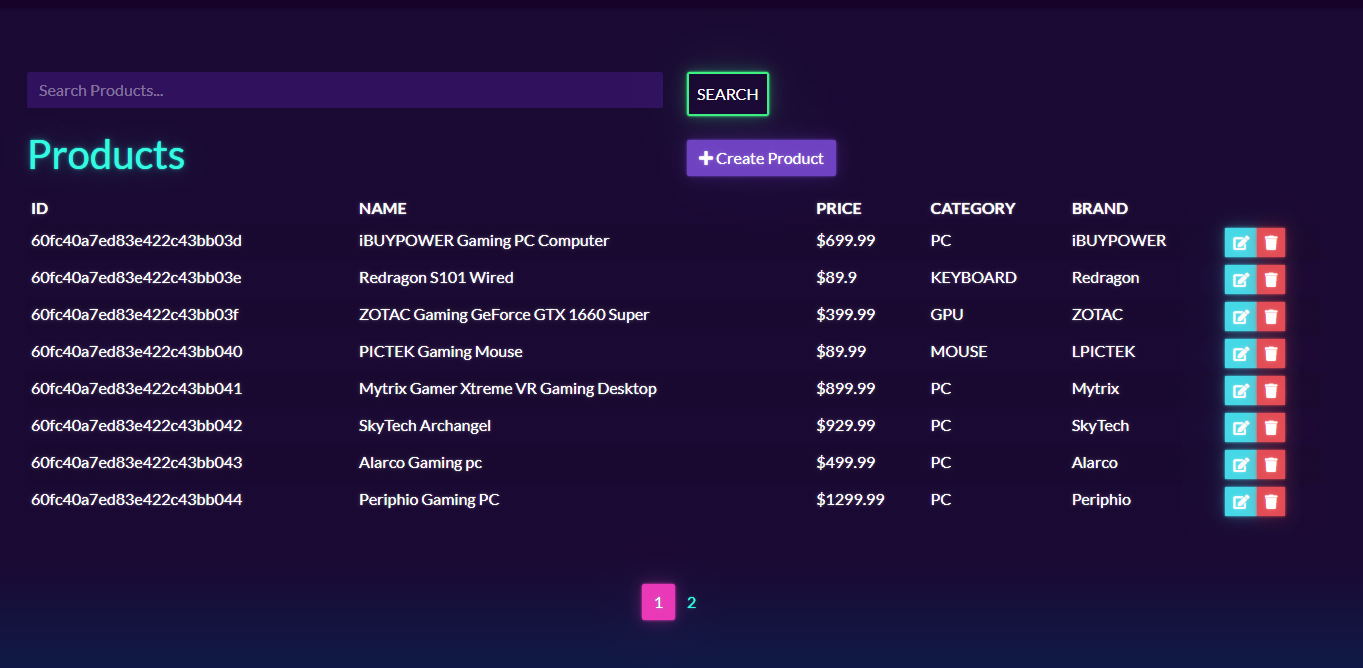 Search Products... SEARCH
Products Create Product
ID NAME PRICE CATEGORY BRAND
60fc40a7ed83e422c43bb03d iBUYPOWER Gaming PC Computer $699.99 PC iBUYPOWER
60fc40a7ed83e422c43bb03e Redragon S101 Wired $89.9 KEYBOARD Redragon
60fc40a7ed83e422c43bb03f ZOTAC Gaming GeForce GTX 1660 Super $399.99 GPU ZOTAC
60fc40a7ed83e422c43bb040 PICTEK Gaming Mouse $89.99 MOUSE LPICTEK
60fc40a7ed83e422c43bb041 Mytrix Gamer Xtreme VR Gaming Desktop $899.99 PC Mytrix
60fc40a7ed83e422c43bb042 SkyTech Archangel $929.99 PC SkyTech
60fc40a7ed83e422c43bb043 Alarco Gaming pc $499.99 PC Alarco
60fc40a7ed83e422c43bb044 Periphio Gaming PC $1299.99 PC Periphio
1 2